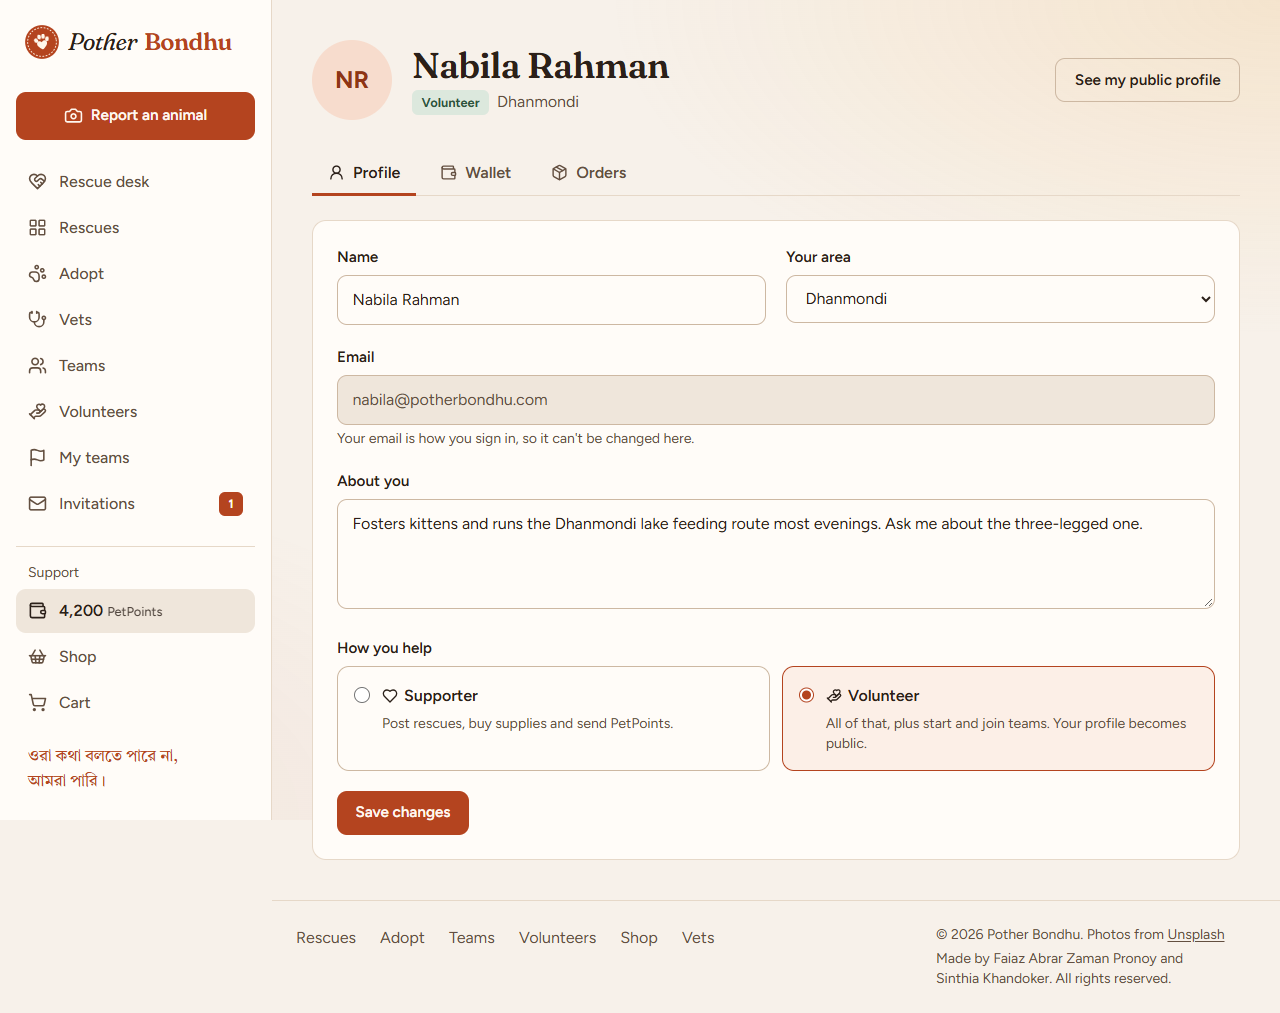 Pother Bondhu
Report an animal
Rescue desk
Rescues
Adopt
Vets
Teams
Volunteers
My teams
Invitations 1
Support
4,200 PetPoints
Shop
Cart
ওরা কথা বলতে পারে না,
আমরা পারি।
NR
Nabila Rahman
Volunteer Dhanmondi
See my public profile
Profile Wallet Orders
Name
Nabila Rahman
Your area
Dhanmondi
Email
nabila@potherbondhu.com
Your email is how you sign in, so it can't be changed here.
About you
Fosters kittens and runs the Dhanmondi lake feeding route most evenings. Ask me about the three-legged one.
How you help
Supporter
Post rescues, buy supplies and send PetPoints.
Volunteer
All of that, plus start and join teams. Your profile becomes
public.
Save changes
Rescues Adopt Teams Volunteers Shop Vets
© 2026 Pother Bondhu. Photos from Unsplash
Made by Faiaz Abrar Zaman Pronoy and
Sinthia Khandoker. All rights reserved.